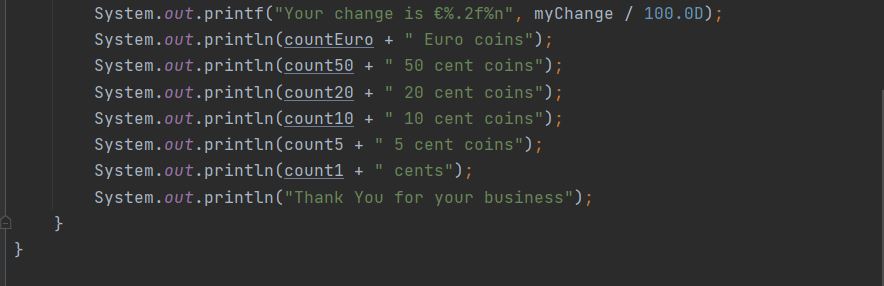 System.out.printf("Your change is €%.2f%n", myChange / 100.0D);
System.out.println(countEuro + " Euro coins");
System.out.println(count50 + " 50 cent coins");
System.out.println(count20 + " 20 cent coins");
System.out.println(count10 + " 10 cent coins");
System.out.println(count5 + " 5 cent coins");
System.out.println(count1 + " cents");
System.out.println("Thank You for your business");
}
}